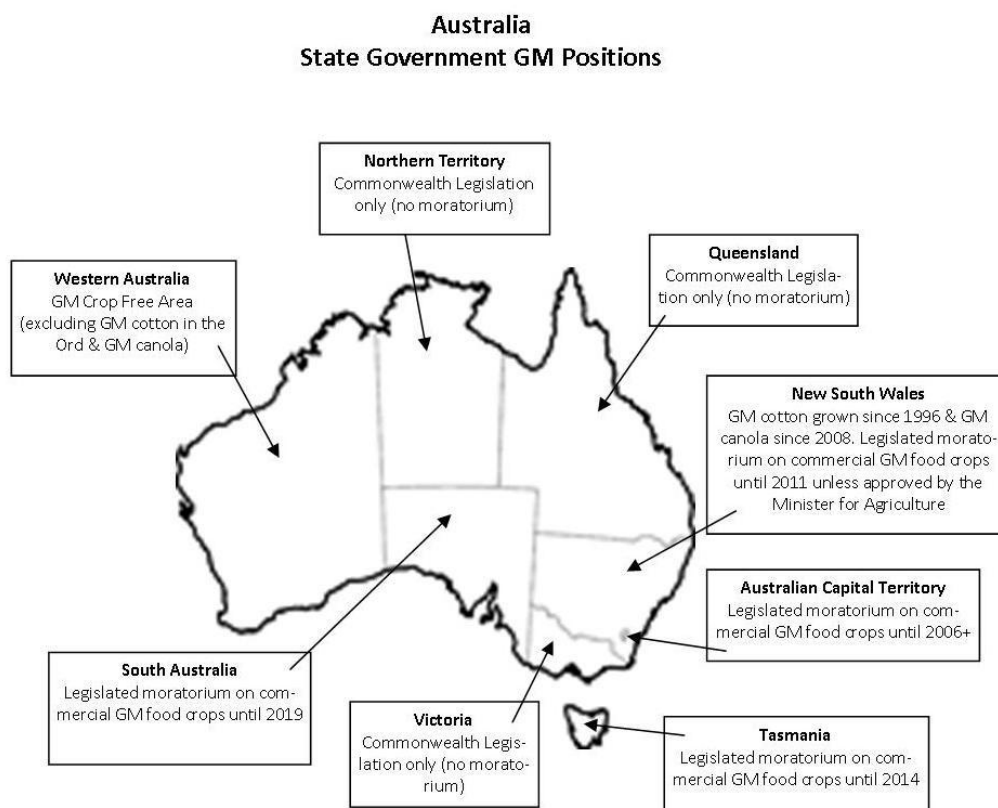 Australia
State Government GM Positions
Northern Territory
Commonwealth Legislation
only (no moratorium)
Queensland
Commonwealth Legisla-
tion only (no moratorium)
Western Australia
GM Crop Free Area
(excluding GM cotton in the
Ord & GM canola)
New South Wales
GM cotton grown since 1996 & GM
canola since 2008. Legislated morato-
rium on commercial GM food crops
until 2011 unless approved by the
Minister for Agriculture
Australian Capital Territory
Legislated moratorium on com-
mercial GM food crops until 2006+
South Australia
Legislated moratorium on com-
mercial GM food crops until 2019
Victoria
Commonwealth Legis-
lation only (no morato-
rium)
Tasmania
Legislated moratorium on com-
mercial GM food crops until 2014